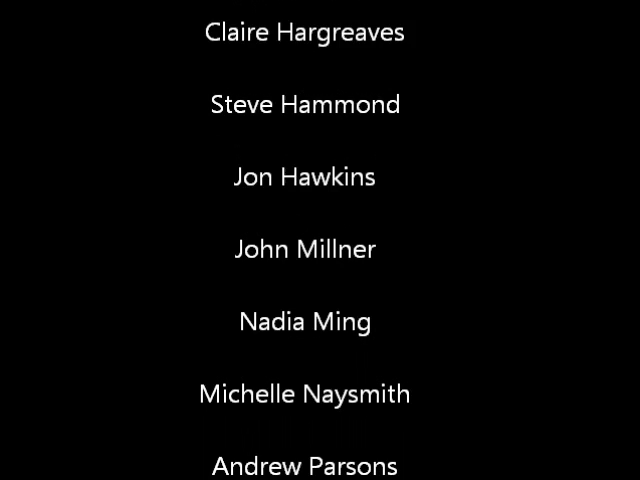 Claire Hargreaves
Steve Hammond
Jon Hawkins
John Millner
Nadia Ming
Michelle Naysmith
Andrew Parsons